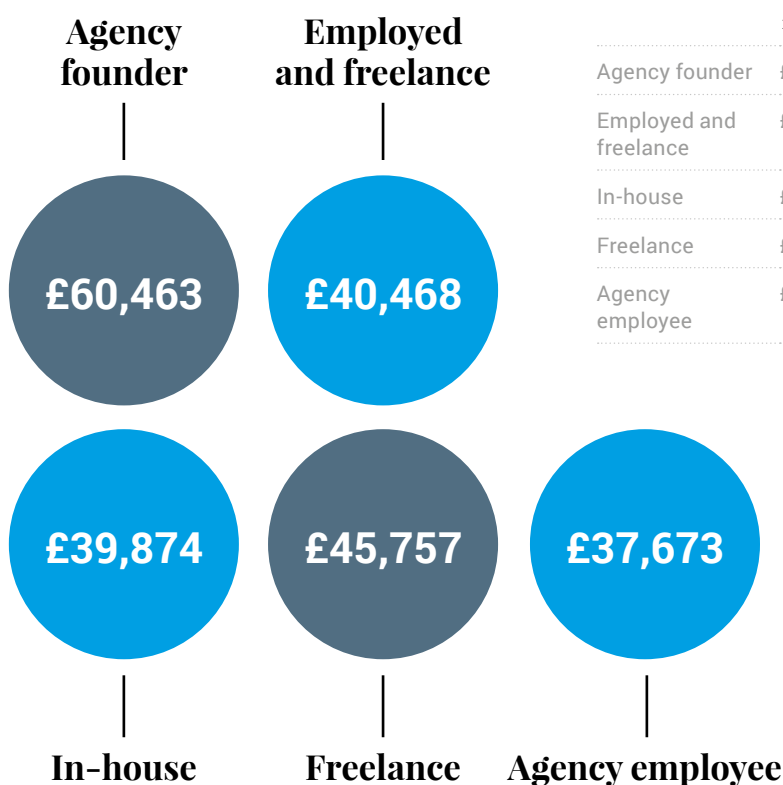 Agency
founder
Employed
and freelance
£60,463
£40,468
£39,874
£45,757
£37,673
In-house
Freelance
Agency employee
Agency founder
Employed and
freelance
In-house
Freelance
Agency
employee